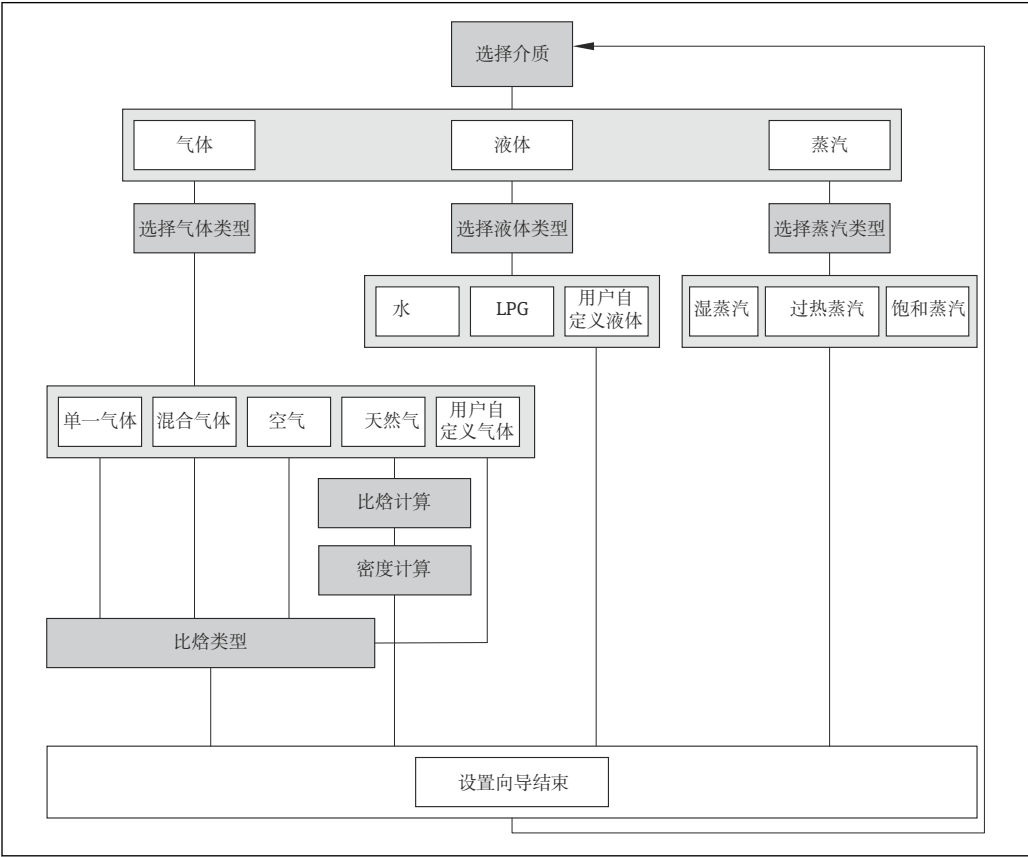 选择介质
气体
液体
蒸汽
选择气体类型
选择液体类型
选择蒸汽类型
水
LPG
用户自
定义液体
湿蒸汽
过热蒸汽
饱和蒸汽
单一气体
混合气体
空气
天然气
用户自
定义气体
比焓计算
密度计算
比焓类型
设置向导结束